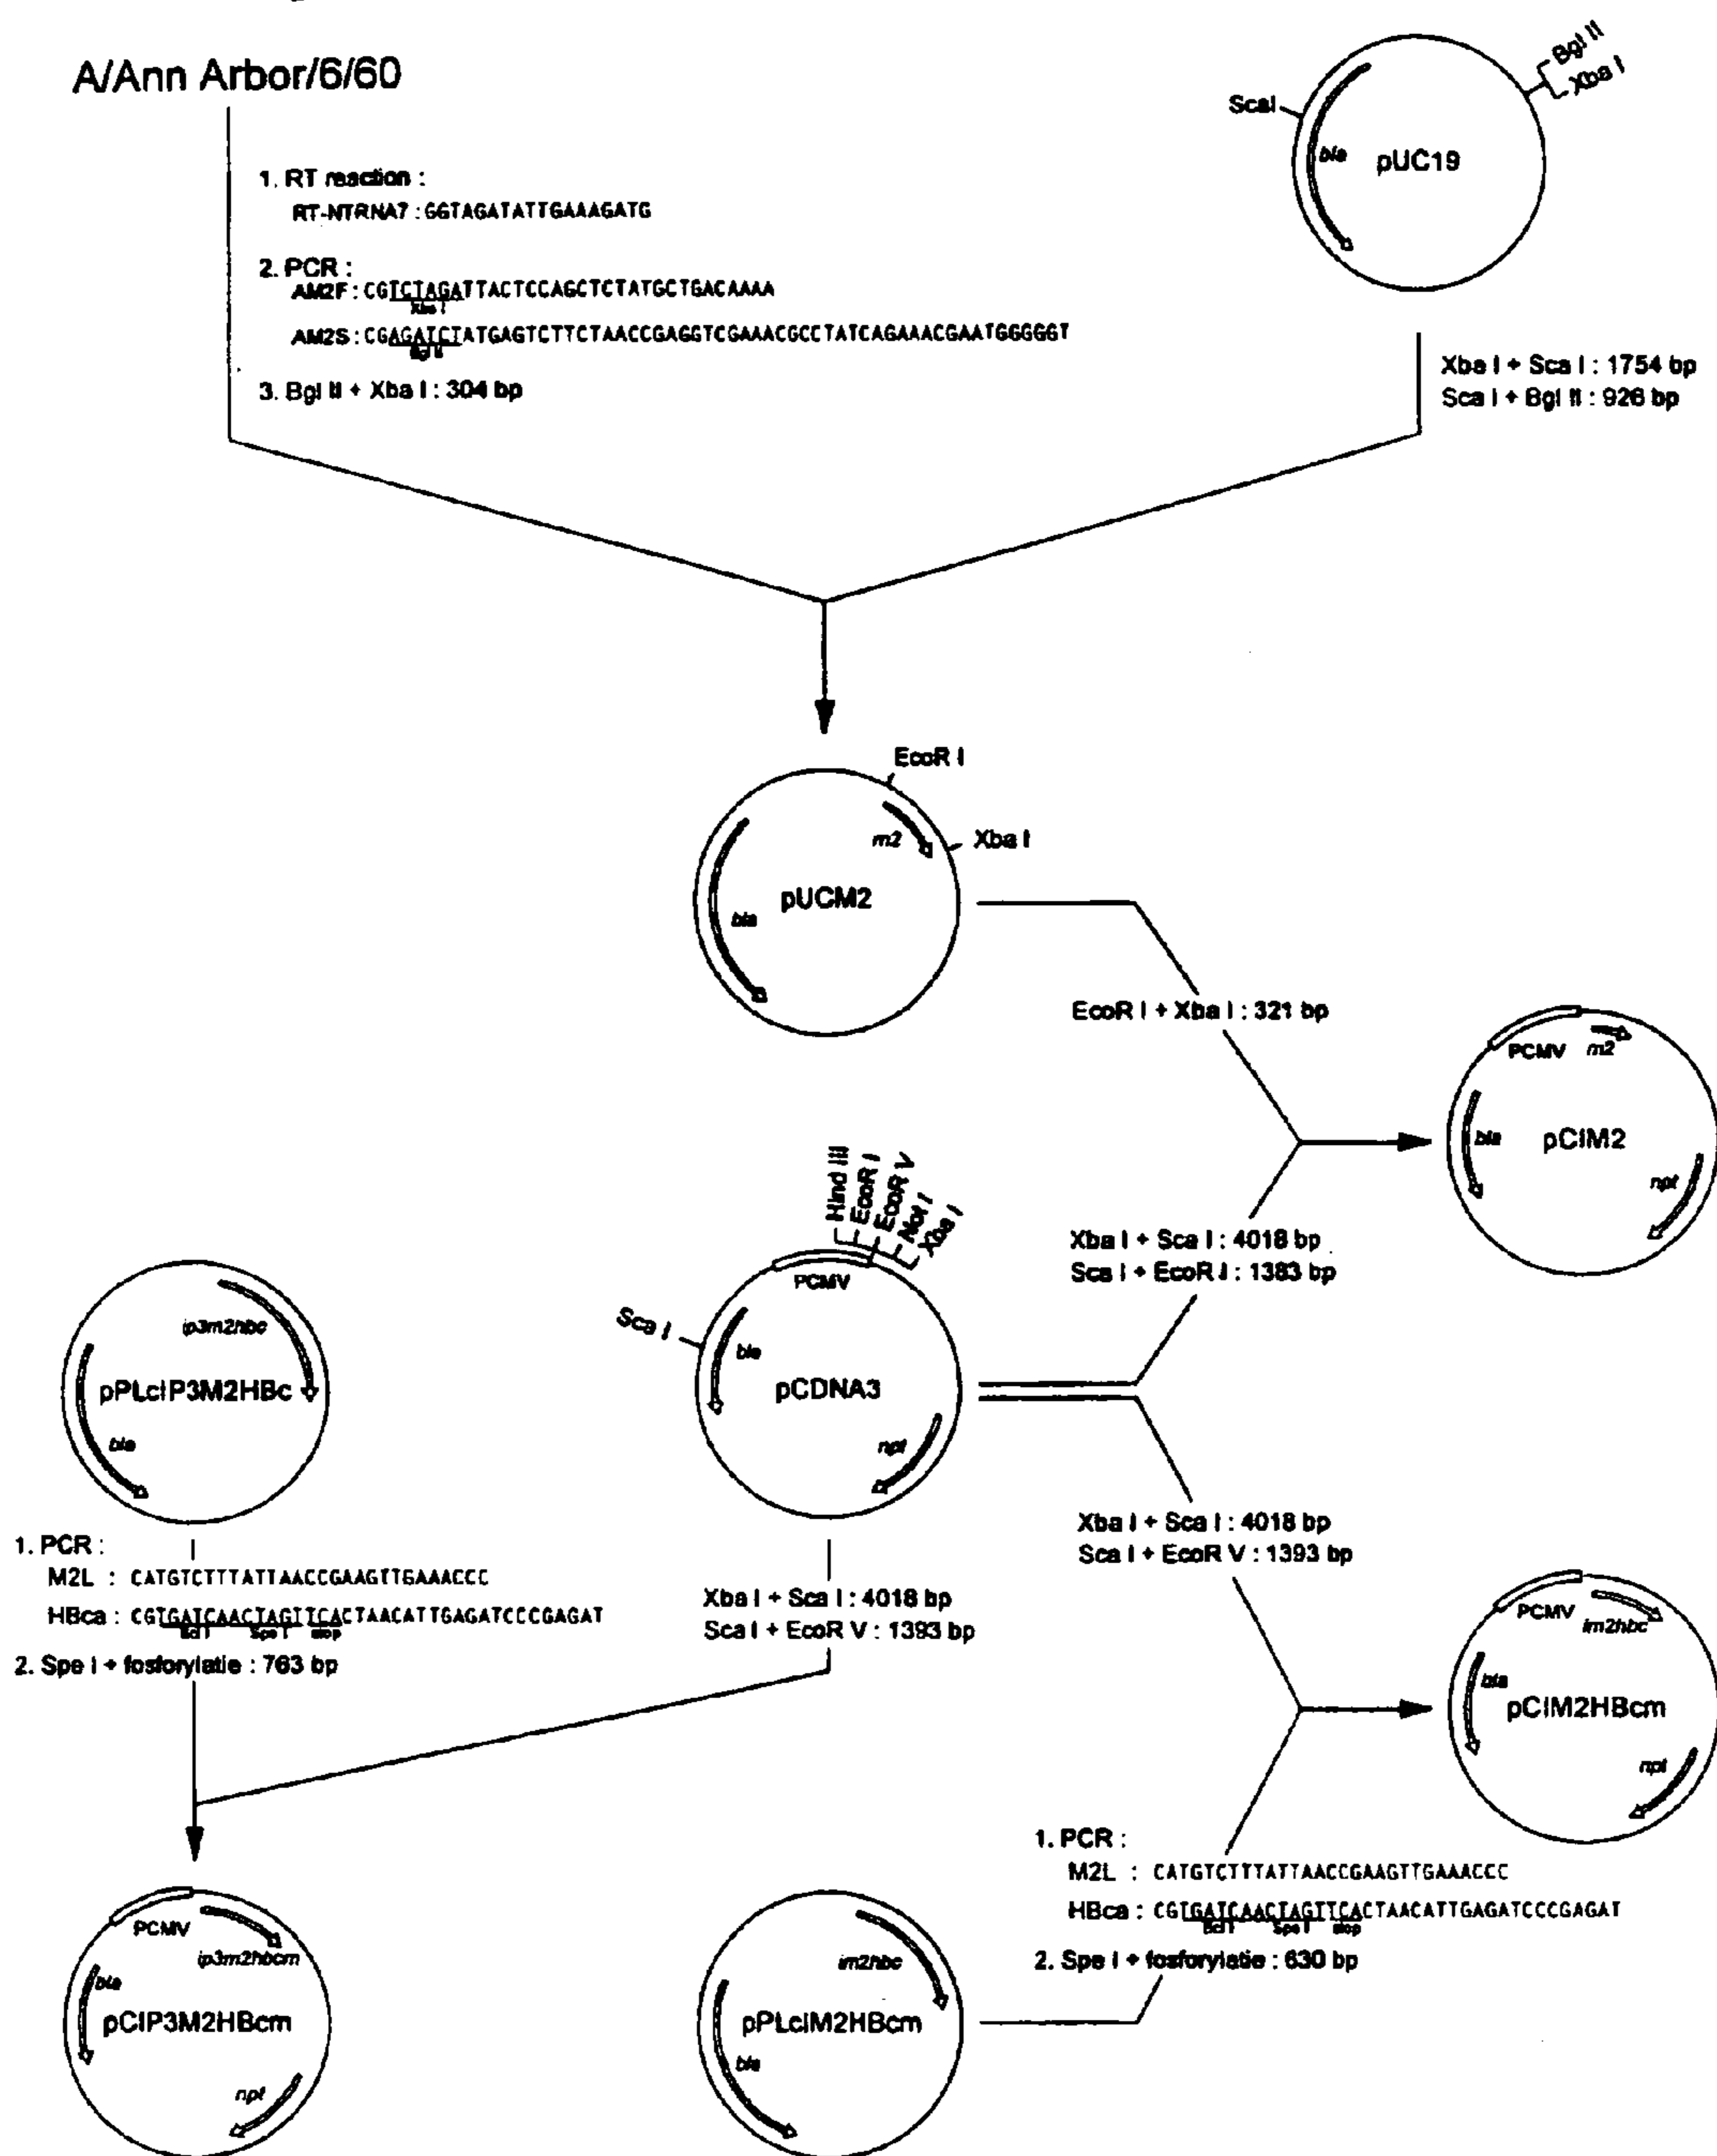 A/Ann Arbor/6/60
1. RT reaction :
RT-NTRNA7 : GGTAGATATTGAAAGATG
2. PCR :
AM2F : CGTCTAGATTACTCCAGCTCTATGCTGACAAAA
Xba I
AM2S : CGAGATCTATGAGTCTTCTAACCGAGGTCGAAACGCCTATCAGAAACGAATGGGGGT
Bgl II
3. Bgl II + Xba I : 304 bp
Bgl II
Xba I
Sca I
bla
pUC19
Xba I + Sca I : 1754 bp
Sca I + Bgl II : 926 bp
EcoR I
m2
Xba I
pUCM2
bla
EcoR I + Xba I : 321 bp
PCMV
m2
bla
pCIM2
npt
Hind III
EcoR I
EcoR V
Not I
Xba I
Xba I + Sca I : 4018 bp
Sca I + EcoR I : 1383 bp
PCMV
Sca I
bla
pCDNA3
npt
ip3m2hbc
pPLcIP3M2HBc
bla
1. PCR :
M2L : CATGTCTTTATTAACCGAAGTTGAAACCC
HBca : CGTGATCAACTAGTTCACTAACATTGAGATCCCGAGAT
Bcl I Spe I stop
2. Spe I + fosforylatie : 763 bp
Xba I + Sca I : 4018 bp
Sca I + EcoR V : 1393 bp
Xba I + Sca I : 4018 bp
Sca I + EcoR V : 1393 bp
PCMV
im2hbc
bla
pCIM2HBcm
npt
1. PCR :
M2L : CATGTCTTTATTAACCGAAGTTGAAACCC
HBca : CGTGATCAACTAGTTCACTAACATTGAGATCCCGAGAT
Bcl I Spe I stop
2. Spe I + fosforylatie : 630 bp
PCMV
ip3m2hbcm
bla
pCIP3M2HBcm
npt
im2hbc
pPLcIM2HBcm
bla